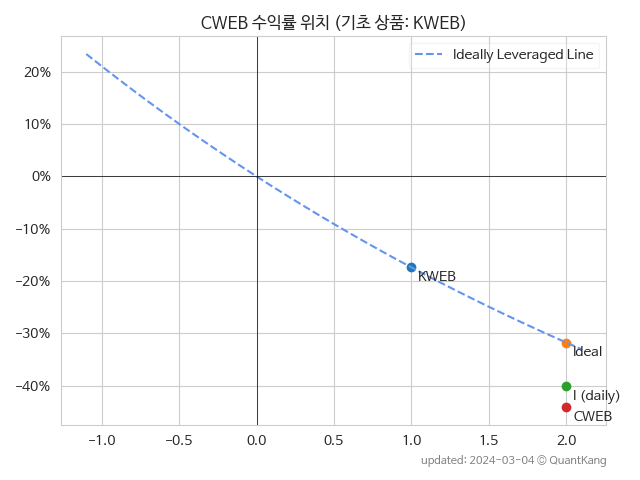 CWEB 수익률 위치 (기초 상품: KWEB)
Ideally Leveraged Line
20%
10%
0%
−10%
−20%
−30%
−40%
KWEB
Ideal
I (daily)
CWEB
−1.0 −0.5 0.0 0.5 1.0 1.5 2.0
updated: 2024-03-04 © QuantKang